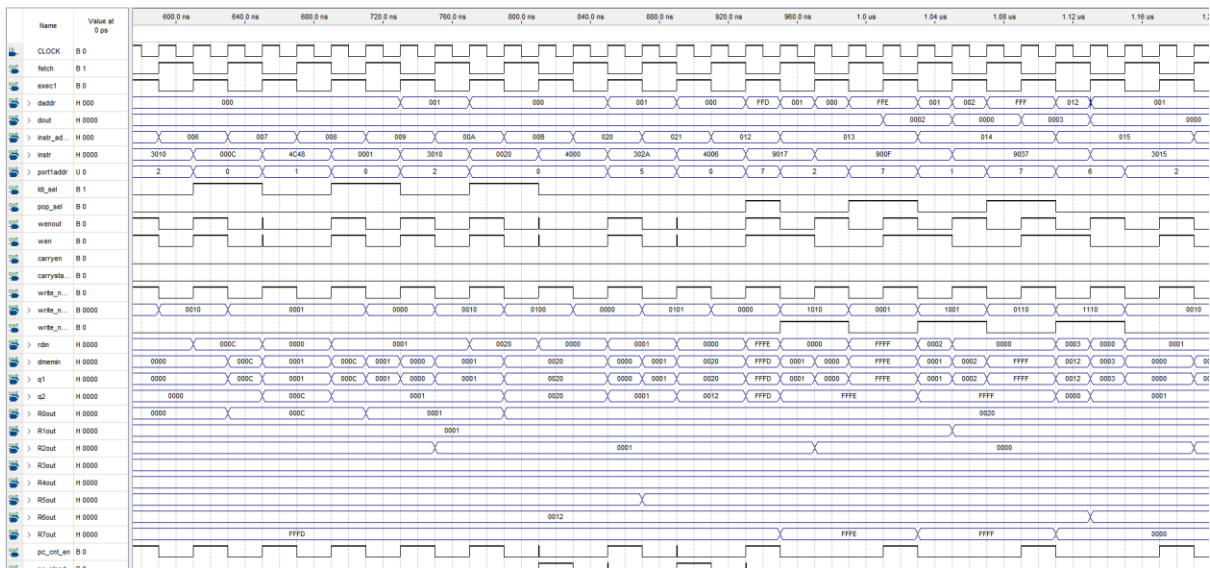 600.0 ns 640.0 ns 680.0 ns 720.0 ns 760.0 ns 800.0 ns 840.0 ns 880.0 ns 920.0 ns 960.0 ns 1.0 us 1.04 us 1.08 us 1.12 us 1.16 us 1.2
Name Value at 0 ps
CLOCK B 0
fetch B 1
exec1 B 0
daddr H 000 000 001 000 001 000 FFD 001 000 FFE 001 002 FFF 012 001
dout H 0000 0002 0000 0003 0000
instr_ad... H 000 006 007 008 009 00A 00B 020 021 012 013 014 015
instr H 0000 3010 000C 4C48 0001 3010 0020 4000 302A 4006 9017 900F 9037 3015
port1addr U 0 2 0 1 0 2 0 5 0 7 2 7 1 7 6 2
ldi_sel B 1
pop_sel B 0
wenout B 0
wen B 0
carryen B 0
carrysta... B 0
write_n... B 0
write_n... B 0000 0010 0001 0000 0010 0100 0000 0101 0000 1010 0001 1001 0110 1110 0010
write_n... B 0
rdin H 0000 000C 0000 0001 0020 0000 0001 0000 FFFE 0000 FFFF 0002 0000 0003 0000 0001
dmemin H 0000 0000 000C 0001 000C 0001 0000 0001 0020 0000 0001 0020 FFFD 0001 0000 FFFE 0001 0002 FFFF 0012 0003 0000
q1 H 0000 0000 000C 0001 000C 0001 0000 0001 0020 0000 0001 0020 FFFD 0001 0000 FFFE 0001 0002 FFFF 0012 0003 0000
q2 H 0000 0000 000C 0001 0020 0001 0012 FFFD FFFE FFFF 0000 0001
R0out H 0000 0000 000C 0001 0020
R1out H 0000 0001
R2out H 0000 0001 0000
R3out H 0000
R4out H 0000
R5out H 0000
R6out H 0000 0012
R7out H 0000 FFFD FFFE FFFF 0000
pc_cnt_en B 0